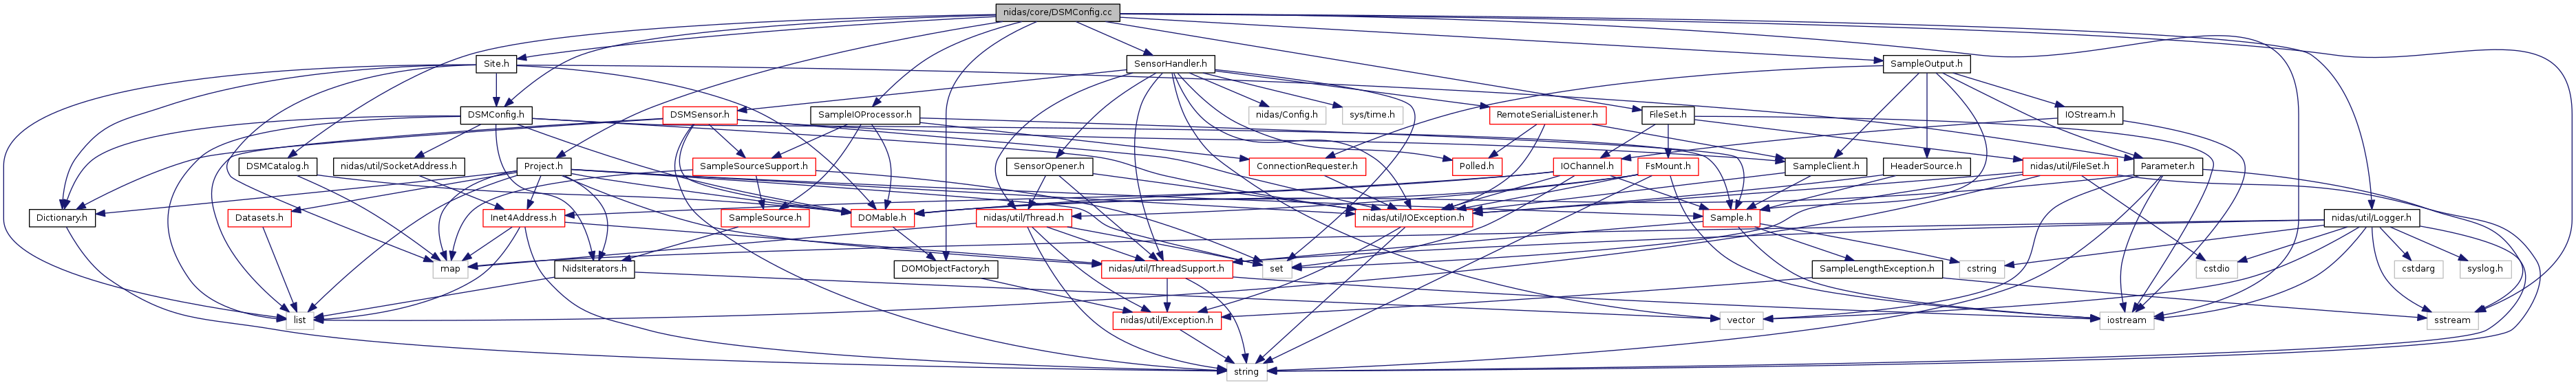 nidas/core/DSMConfig.cc
Site.h
SensorHandler.h
SampleOutput.h
DSMConfig.h
DSMSensor.h
SampleIOProcessor.h
nidas/Config.h
sys/time.h
RemoteSerialListener.h
FileSet.h
IOStream.h
DSMCatalog.h
nidas/util/SocketAddress.h
Project.h
SampleSourceSupport.h
SensorOpener.h
ConnectionRequester.h
Polled.h
IOChannel.h
FsMount.h
SampleClient.h
HeaderSource.h
nidas/util/FileSet.h
Parameter.h
Dictionary.h
Datasets.h
Inet4Address.h
SampleSource.h
DOMable.h
nidas/util/Thread.h
nidas/util/IOException.h
Sample.h
nidas/util/Logger.h
map
NidsIterators.h
DOMObjectFactory.h
nidas/util/ThreadSupport.h
set
SampleLengthException.h
cstring
cstdio
cstdarg
syslog.h
list
nidas/util/Exception.h
vector
iostream
sstream
string